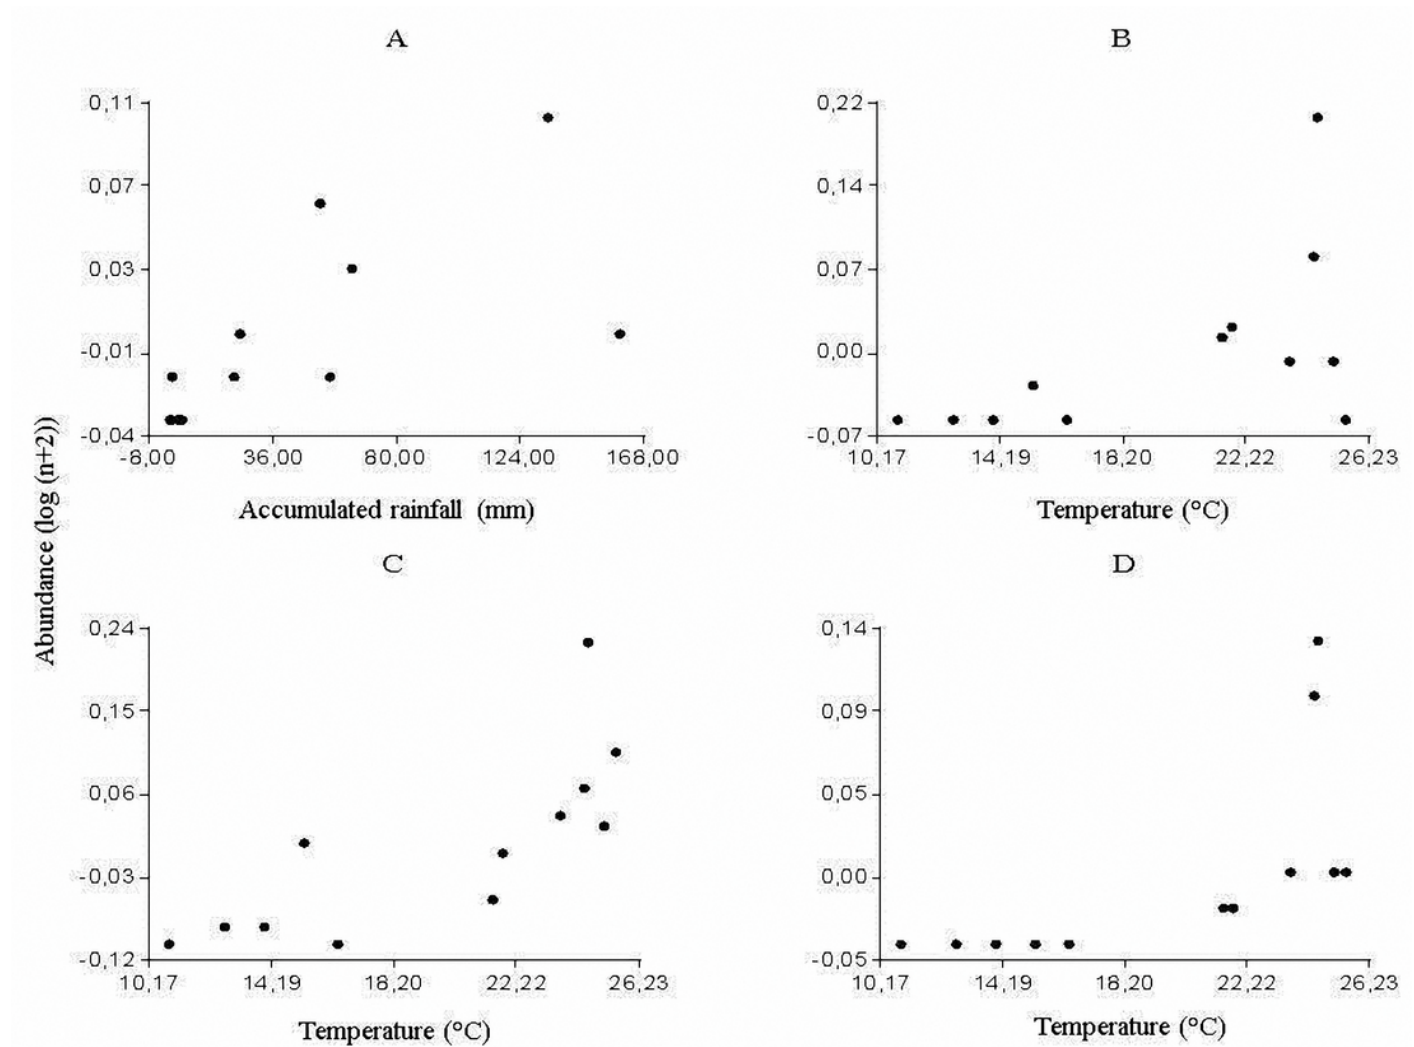 A
0,11
0,07
0,03
-0,01
-0,04
-8,00 36,00 80,00 124,00 168,00
Accumulated rainfall (mm)
B
0,22
0,14
0,07
0,00
-0,07
10,17 14,19 18,20 22,22 26,23
Temperature (°C)
Abundance (log (n+2))
C
0,24
0,15
0,06
-0,03
-0,12
10,17 14,19 18,20 22,22 26,23
Temperature (°C)
D
0,14
0,09
0,05
0,00
-0,05
10,17 14,19 18,20 22,22 26,23
Temperature (°C)